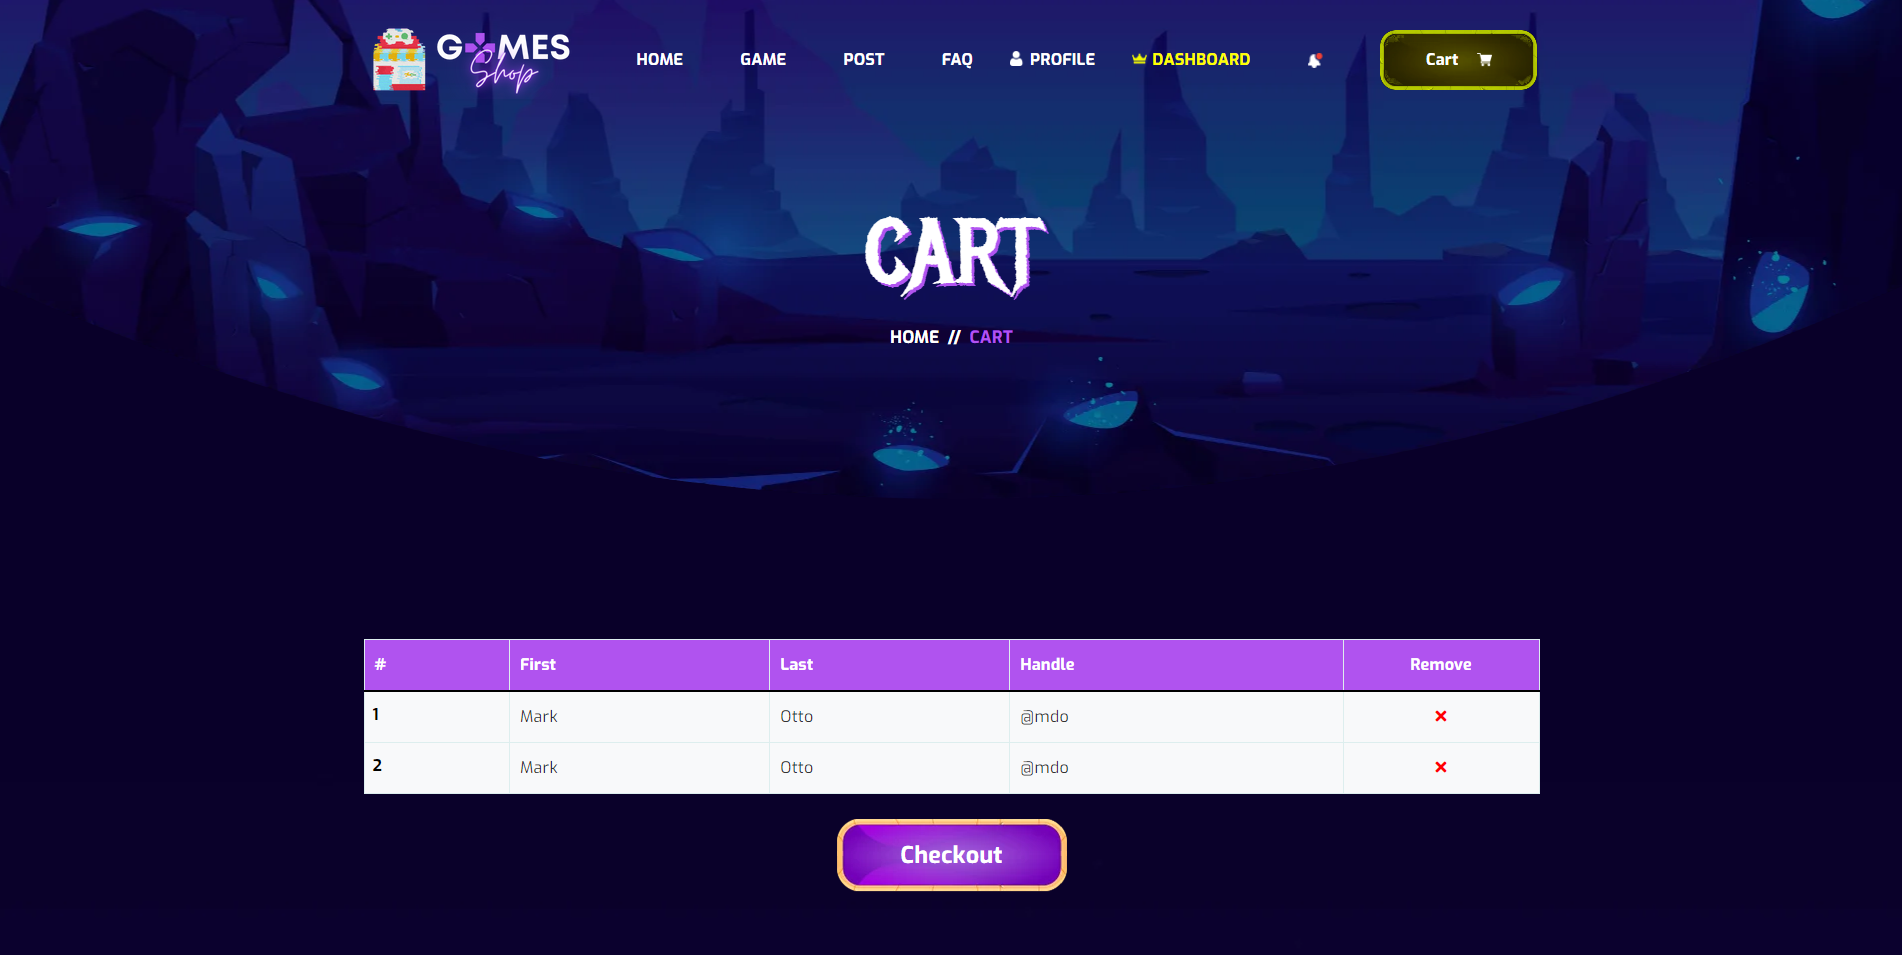 GAMES
Shop
HOME GAME POST FAQ PROFILE DASHBOARD Cart
CART
HOME // CART
# First Last Handle Remove
1 Mark Otto @mdo
2 Mark Otto @mdo
Checkout